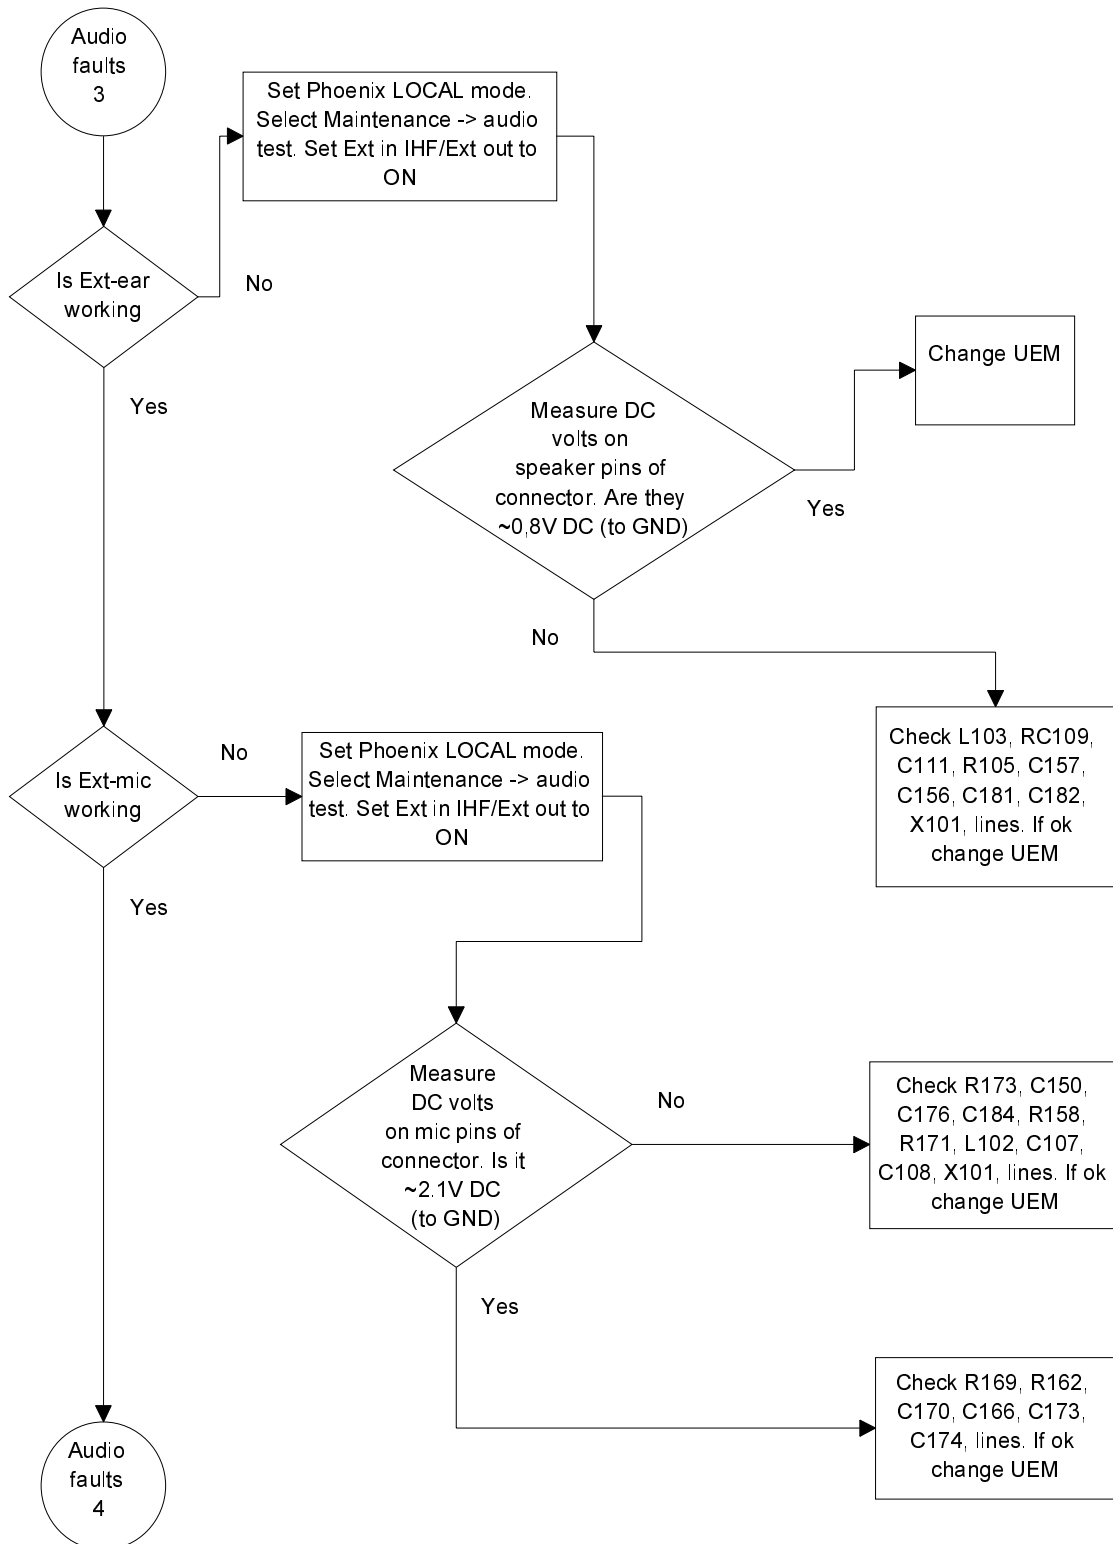 Audio
faults
3
Set Phoenix LOCAL mode.
Select Maintenance -> audio
test. Set Ext in IHF/Ext out to
ON
Is Ext-ear
working
No
Yes
Measure DC
volts on
speaker pins of
connector. Are they
~0,8V DC (to GND)
Change UEM
Yes
No
Check L103, RC109,
C111, R105, C157,
C156, C181, C182,
X101, lines. If ok
change UEM
Is Ext-mic
working
No
Set Phoenix LOCAL mode.
Select Maintenance -> audio
test. Set Ext in IHF/Ext out to
ON
Yes
Measure
DC volts
on mic pins of
connector. Is it
~2.1V DC
(to GND)
No
Check R173, C150,
C176, C184, R158,
R171, L102, C107,
C108, X101, lines. If ok
change UEM
Yes
Check R169, R162,
C170, C166, C173,
C174, lines. If ok
change UEM
Audio
faults
4